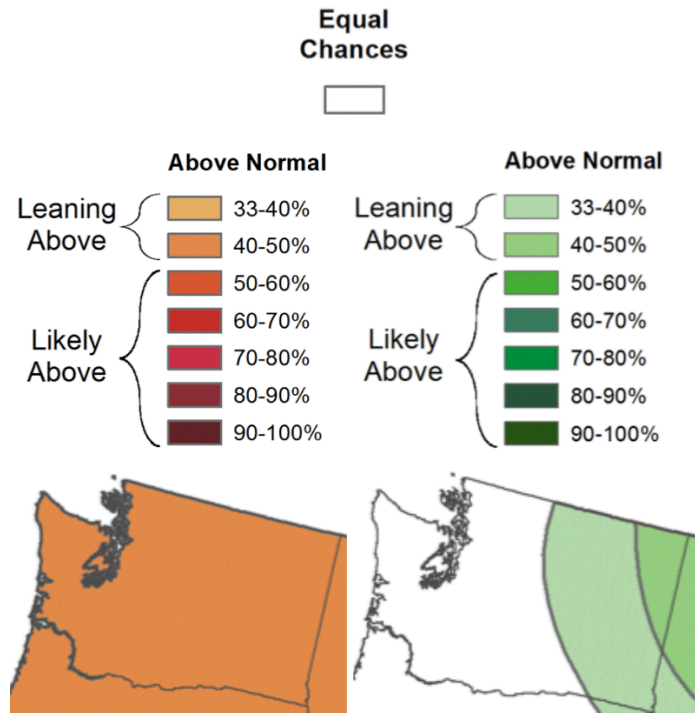 Equal
Chances
Above Normal
Leaning
Above
33-40%
40-50%
Likely
Above
50-60%
60-70%
70-80%
80-90%
90-100%
Above Normal
Leaning
Above
33-40%
40-50%
Likely
Above
50-60%
60-70%
70-80%
80-90%
90-100%